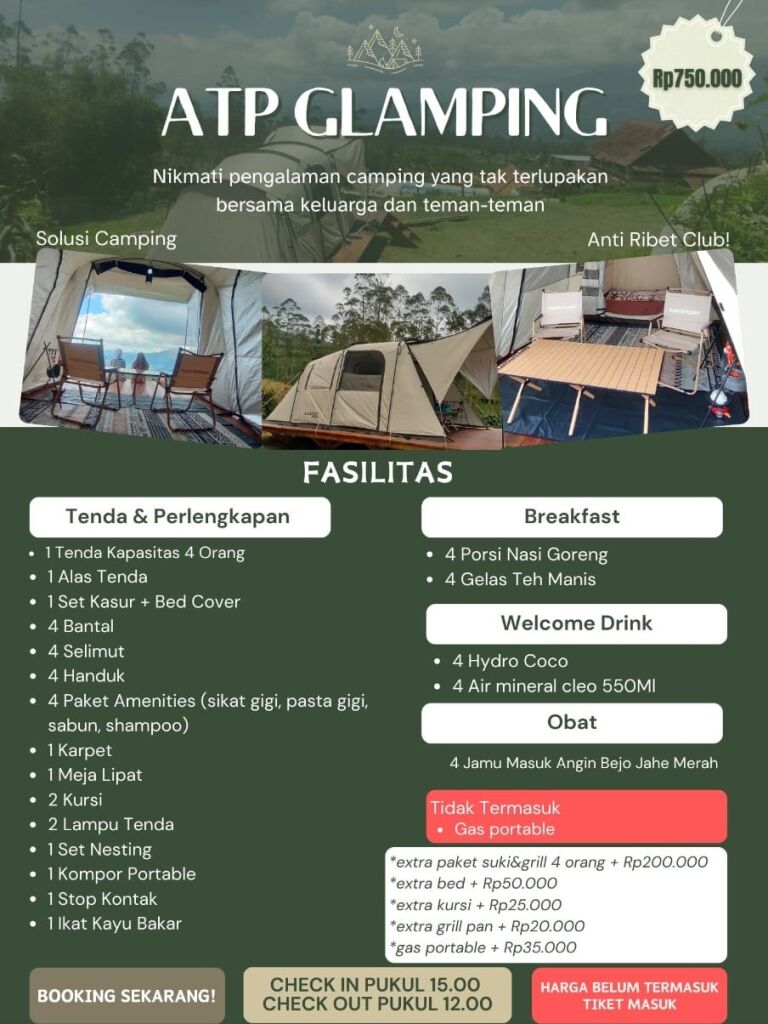 Rp750.000
ATP GLAMPING
Nikmati pengalaman camping yang tak terlupakan
bersama keluarga dan teman-teman
Solusi Camping
Anti Ribet Club!
FASILITAS
Tenda & Perlengkapan
• 1 Tenda Kapasitas 4 Orang
• 1 Alas Tenda
• 1 Set Kasur + Bed Cover
• 4 Bantal
• 4 Selimut
• 4 Handuk
• 4 Paket Amenities (sikat gigi, pasta gigi,
sabun, shampoo)
• 1 Karpet
• 1 Meja Lipat
• 2 Kursi
• 2 Lampu Tenda
• 1 Set Nesting
• 1 Kompor Portable
• 1 Stop Kontak
• 1 Ikat Kayu Bakar
Breakfast
• 4 Porsi Nasi Goreng
• 4 Gelas Teh Manis
Welcome Drink
• 4 Hydro Coco
• 4 Air mineral cleo 550Ml
Obat
4 Jamu Masuk Angin Bejo Jahe Merah
Tidak Termasuk
• Gas portable
*extra paket suki&grill 4 orang + Rp200.000
*extra bed + Rp50.000
*extra kursi + Rp25.000
*extra grill pan + Rp20.000
*gas portable + Rp35.000
BOOKING SEKARANG!
CHECK IN PUKUL 15.00
CHECK OUT PUKUL 12.00
HARGA BELUM TERMASUK
TIKET MASUK